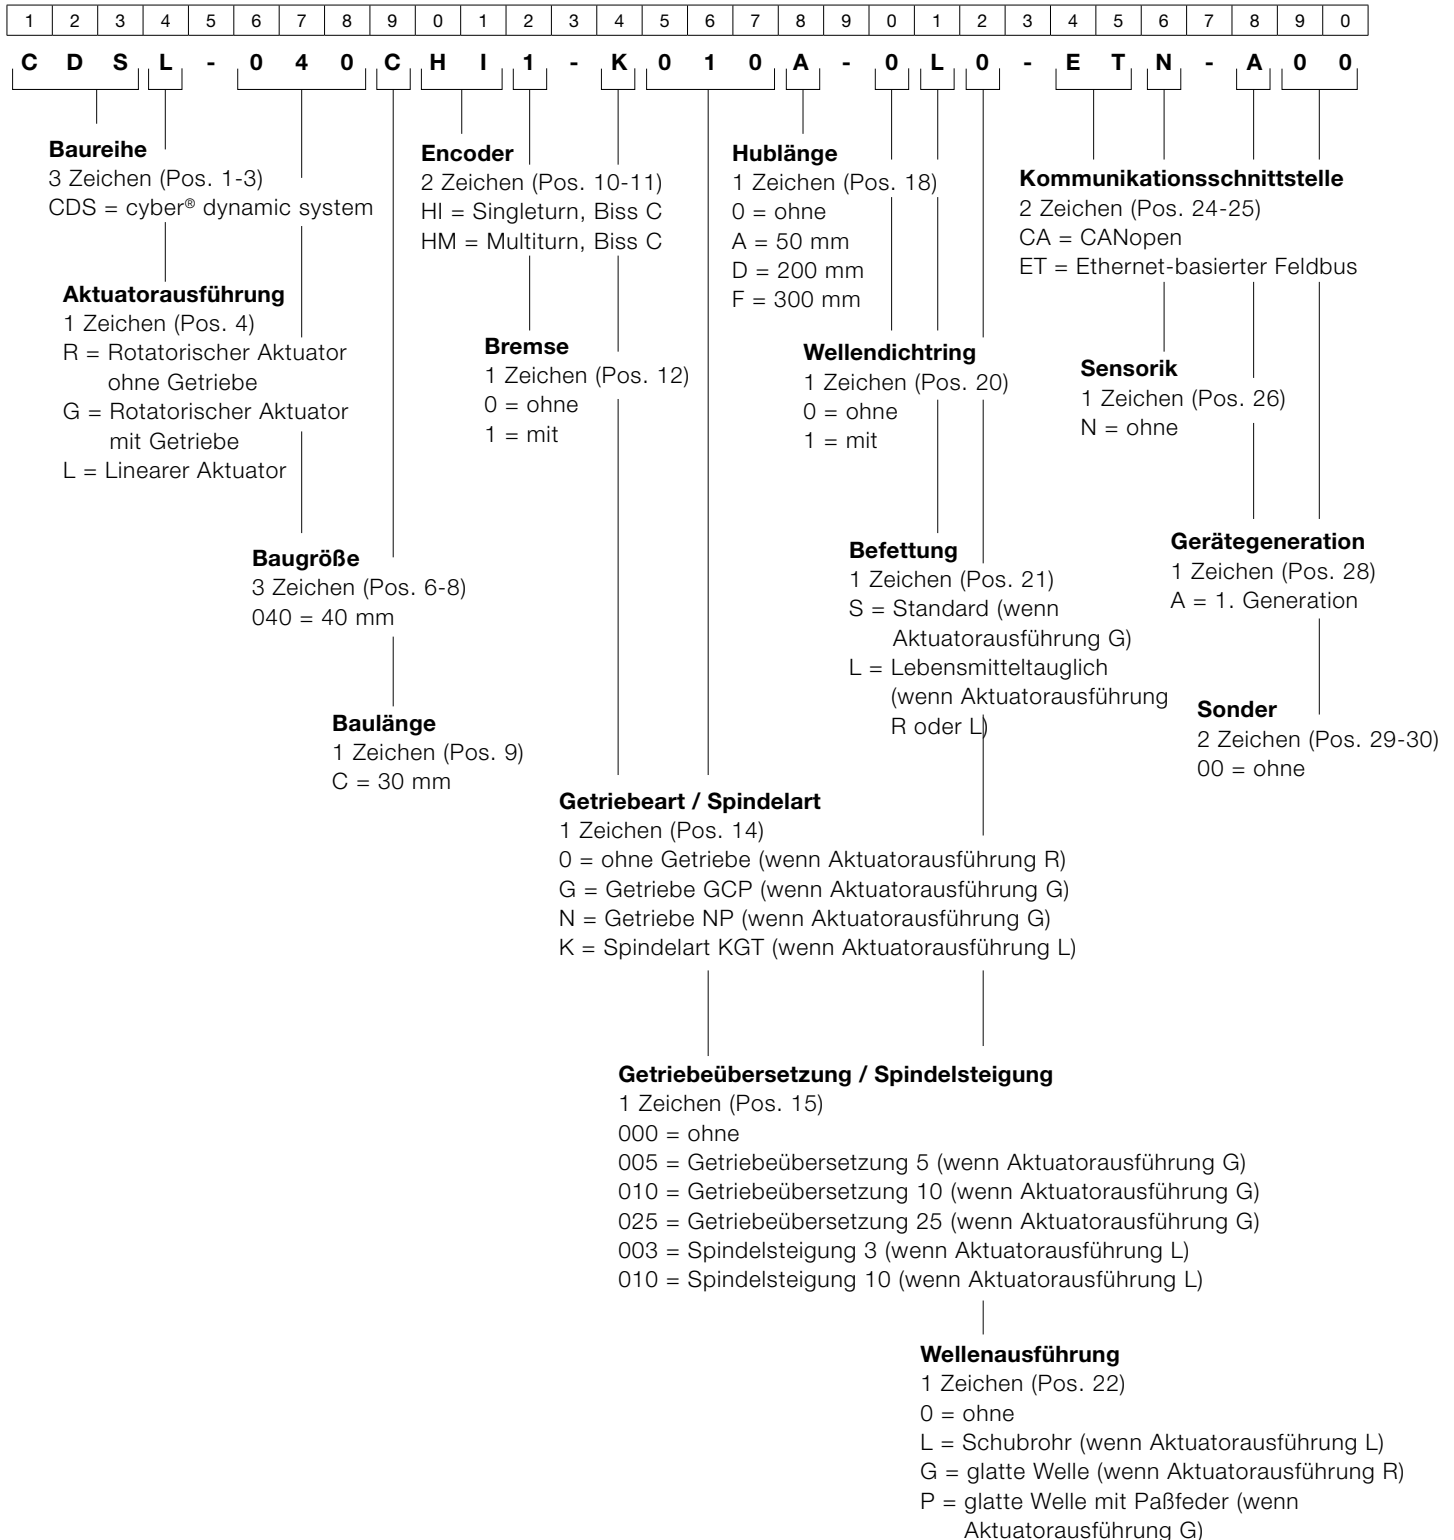 1 2 3 4 5 6 7 8 9 0 1 2 3 4 5 6 7 8 9 0 1 2 3 4 5 6 7 8 9 0
C D S L - 0 4 0 C H I 1 - K 0 1 0 A - 0 L 0 - E T N - A 0 0
Baureihe
3 Zeichen (Pos. 1-3)
CDS = cyber® dynamic system
Aktuatorausführung
1 Zeichen (Pos. 4)
R = Rotatorischer Aktuator
ohne Getriebe
G = Rotatorischer Aktuator
mit Getriebe
L = Linearer Aktuator
Baugröße
3 Zeichen (Pos. 6-8)
040 = 40 mm
Baulänge
1 Zeichen (Pos. 9)
C = 30 mm
Encoder
2 Zeichen (Pos. 10-11)
HI = Singleturn, Biss C
HM = Multiturn, Biss C
Bremse
1 Zeichen (Pos. 12)
0 = ohne
1 = mit
Getriebeart / Spindelart
1 Zeichen (Pos. 14)
0 = ohne Getriebe (wenn Aktuatorausführung R)
G = Getriebe GCP (wenn Aktuatorausführung G)
N = Getriebe NP (wenn Aktuatorausführung G)
K = Spindelart KGT (wenn Aktuatorausführung L)
Getriebeübersetzung / Spindelsteigung
1 Zeichen (Pos. 15)
000 = ohne
005 = Getriebeübersetzung 5 (wenn Aktuatorausführung G)
010 = Getriebeübersetzung 10 (wenn Aktuatorausführung G)
025 = Getriebeübersetzung 25 (wenn Aktuatorausführung G)
003 = Spindelsteigung 3 (wenn Aktuatorausführung L)
010 = Spindelsteigung 10 (wenn Aktuatorausführung L)
Hublänge
1 Zeichen (Pos. 18)
0 = ohne
A = 50 mm
D = 200 mm
F = 300 mm
Wellendichtring
1 Zeichen (Pos. 20)
0 = ohne
1 = mit
Befettung
1 Zeichen (Pos. 21)
S = Standard (wenn
Aktuatorausführung G)
L = Lebensmitteltauglich
(wenn Aktuatorausführung
R oder L)
Wellenausführung
1 Zeichen (Pos. 22)
0 = ohne
L = Schubrohr (wenn Aktuatorausführung L)
G = glatte Welle (wenn Aktuatorausführung R)
P = glatte Welle mit Paßfeder (wenn
Aktuatorausführung G)
Kommunikationsschnittstelle
2 Zeichen (Pos. 24-25)
CA = CANopen
ET = Ethernet-basierter Feldbus
Sensorik
1 Zeichen (Pos. 26)
N = ohne
Gerätegeneration
1 Zeichen (Pos. 28)
A = 1. Generation
Sonder
2 Zeichen (Pos. 29-30)
00 = ohne